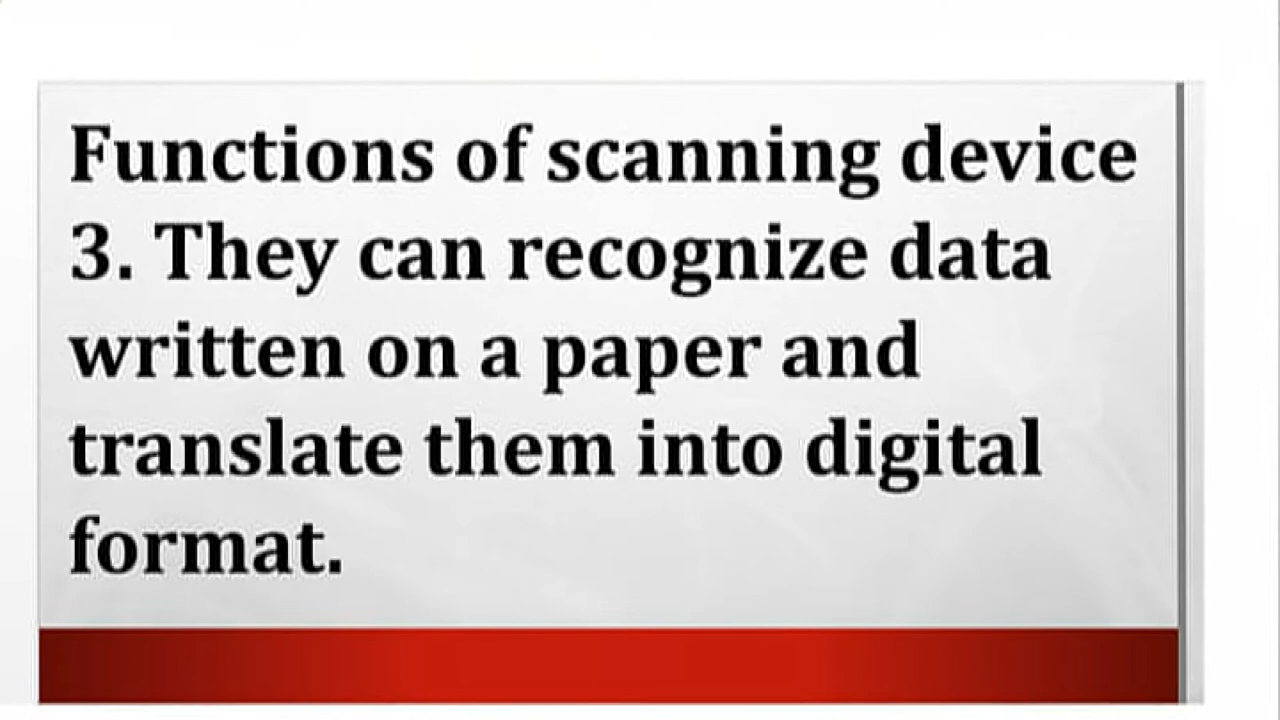 Functions of scanning device
3. They can recognize data
written on a paper and
translate them into digital
format.